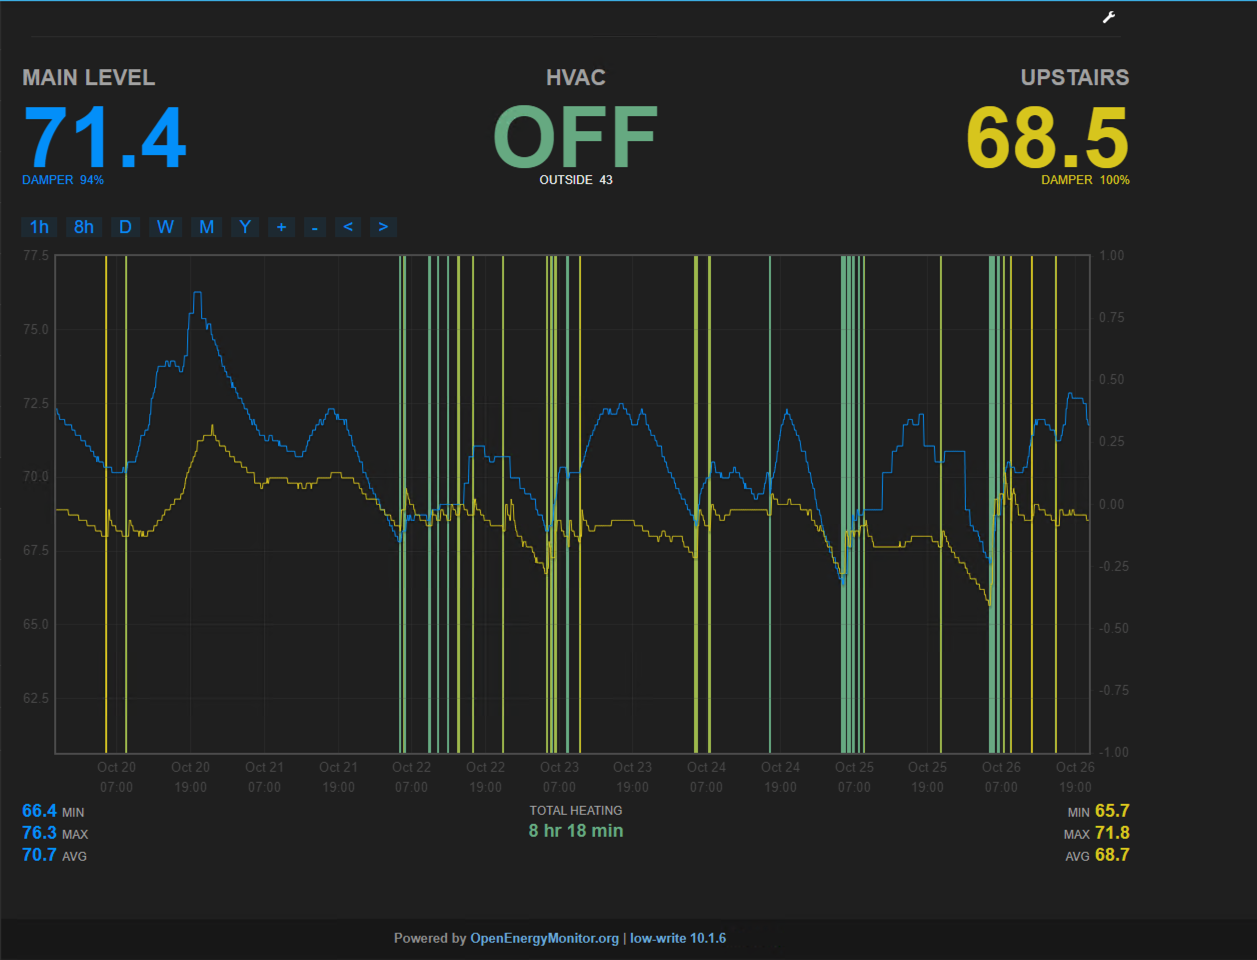 MAIN LEVEL
HVAC
UPSTAIRS
71.4
OFF
68.5
DAMPER 94%
OUTSIDE 43
DAMPER 100%
1h 8h D W M Y + - < >
77.5
75.0
72.5
70.0
67.5
65.0
62.5
1.00
0.75
0.50
0.25
0.00
-0.25
-0.50
-0.75
-1.00
Oct 20 Oct 20 Oct 21 Oct 21 Oct 22 Oct 22 Oct 23 Oct 23 Oct 24 Oct 24 Oct 25 Oct 25 Oct 26 Oct 26
07:00 19:00 07:00 19:00 07:00 19:00 07:00 19:00 07:00 19:00 07:00 19:00 07:00 19:00
66.4 MIN
76.3 MAX
70.7 AVG
TOTAL HEATING
8 hr 18 min
MIN 65.7
MAX 71.8
AVG 68.7
Powered by OpenEnergyMonitor.org | low-write 10.1.6